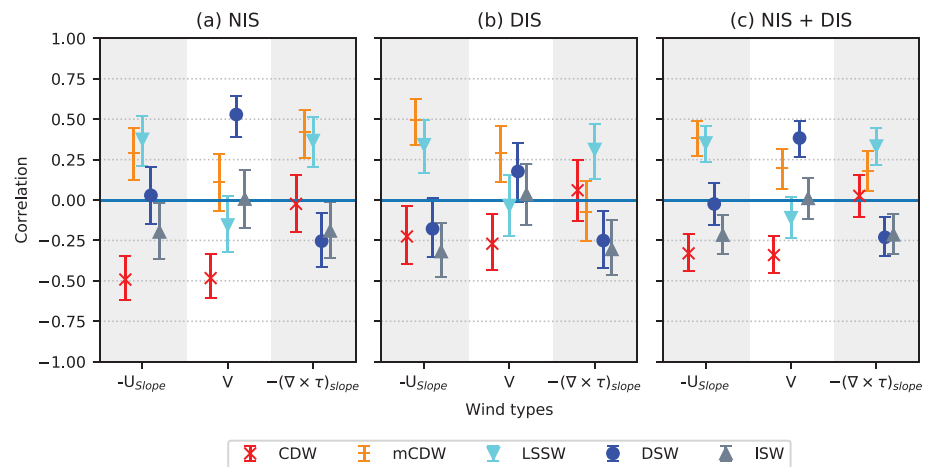 (a) NIS
(b) DIS
(c) NIS + DIS
Correlation
1.00
0.75
0.50
0.25
0.00
−0.25
−0.50
−0.75
−1.00
-U_Slope V −(∇ × τ)_slope
-U_Slope V −(∇ × τ)_slope
-U_Slope V −(∇ × τ)_slope
Wind types
CDW mCDW LSSW DSW ISW